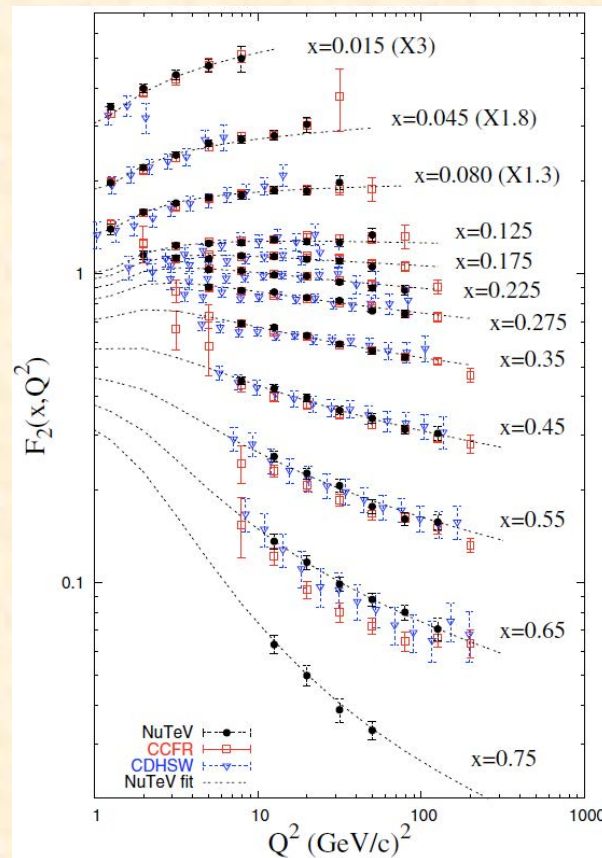 x=0.015 (X3)
x=0.045 (X1.8)
x=0.080 (X1.3)
x=0.125
x=0.175
x=0.225
x=0.275
x=0.35
x=0.45
x=0.55
x=0.65
x=0.75
1
0.1
F₂(x,Q²)
NuTeV
CCFR
CDHSW
NuTeV fit
1 10 100 1000
Q² (GeV/c)²